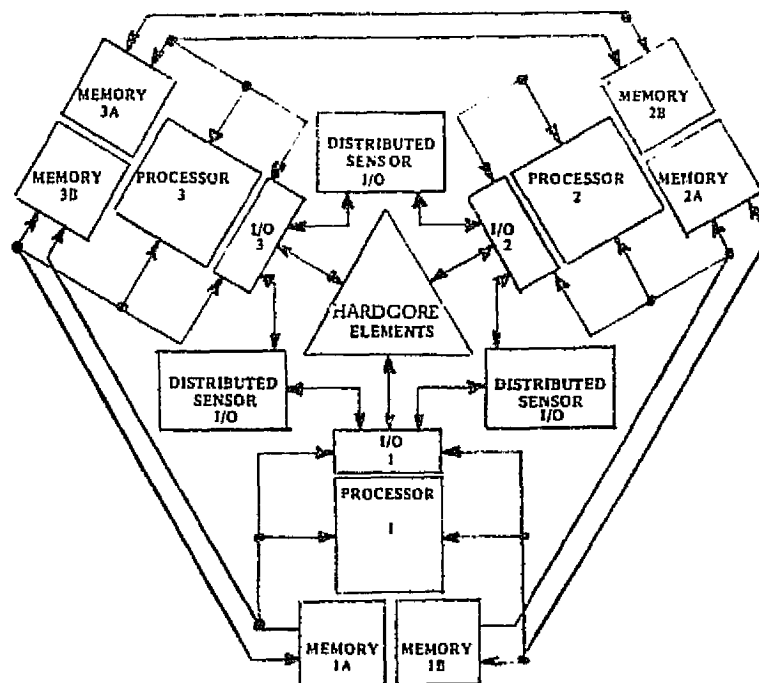 MEMORY
3A
MEMORY
2B
DISTRIBUTED
SENSOR
I/O
MEMORY
3B
PROCESSOR
3
PROCESSOR
2
MEMORY
2A
I/O
3
I/O
2
HARDCORE
ELEMENTS
DISTRIBUTED
SENSOR
I/O
DISTRIBUTED
SENSOR
I/O
I/O
1
PROCESSOR
1
MEMORY
1A
MEMORY
1B